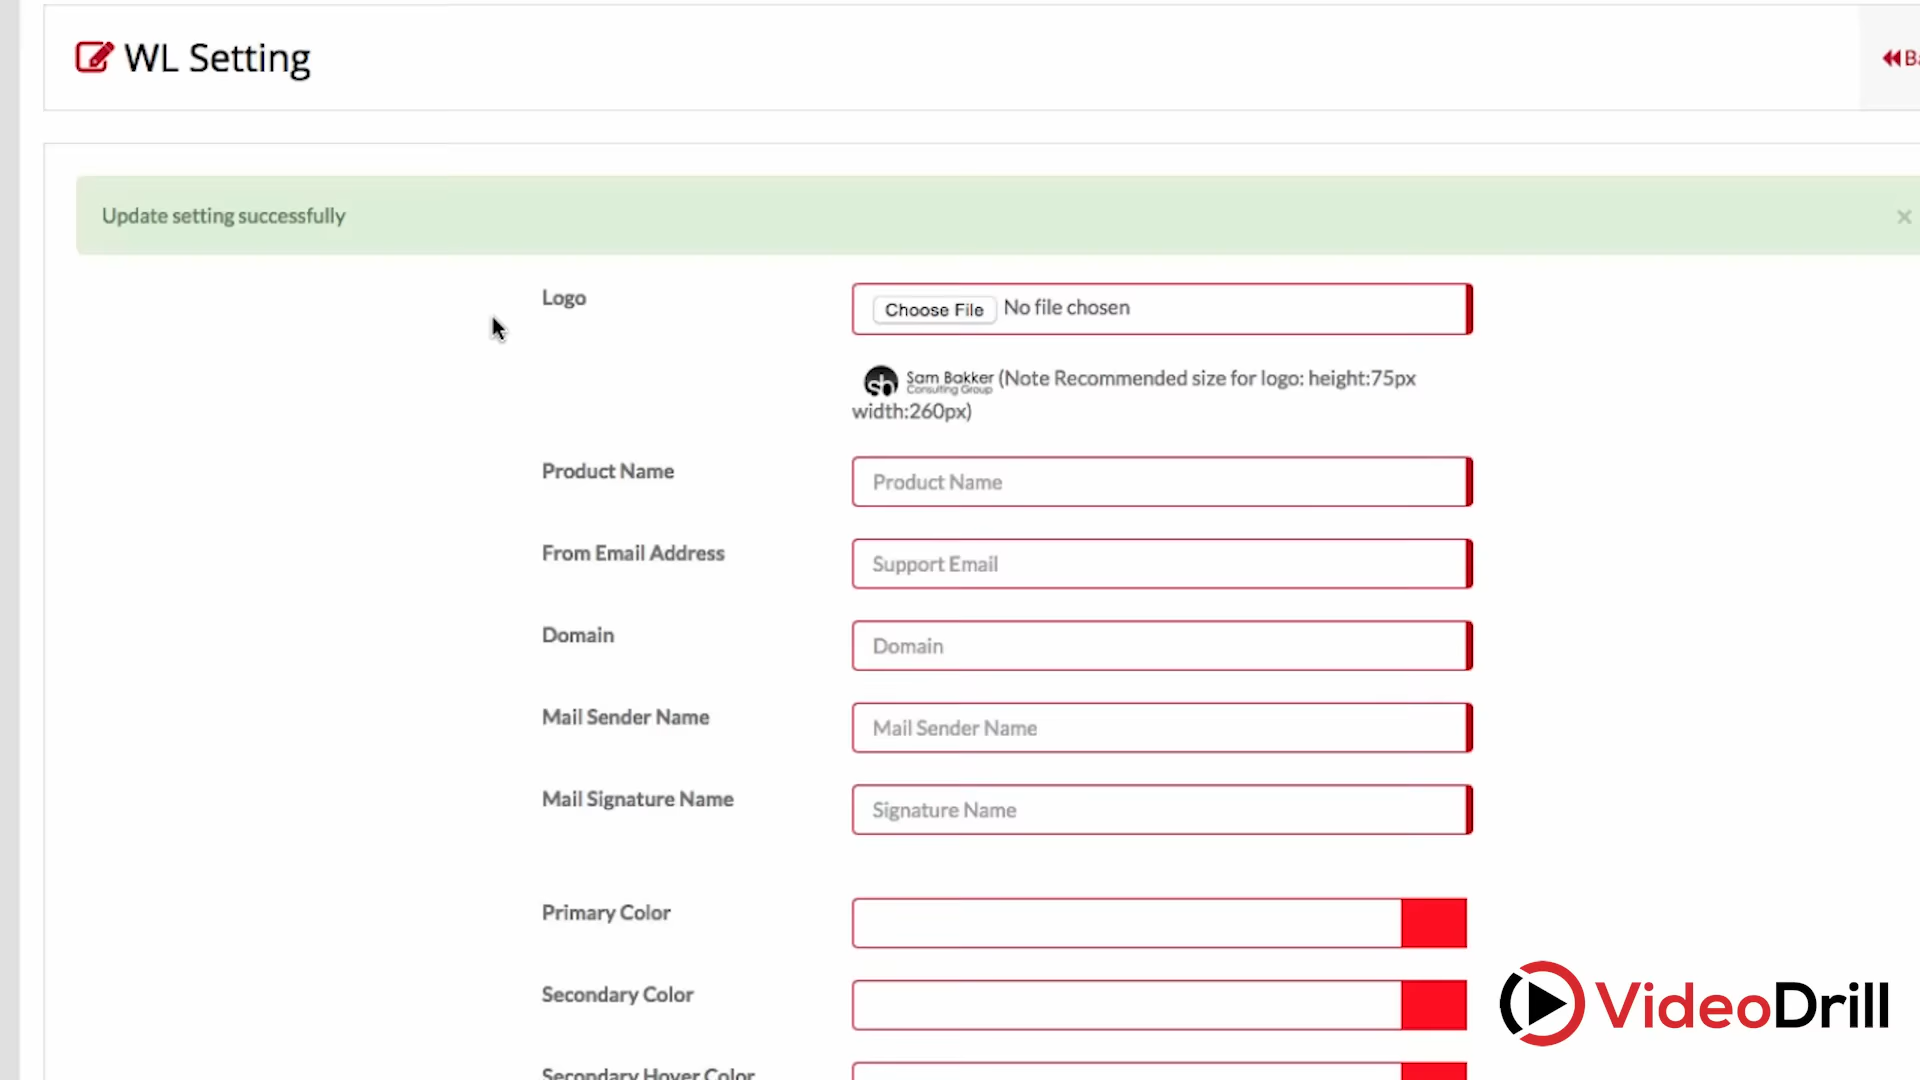 WL Setting
Update setting successfully
×
Logo
Choose File No file chosen
sb Sam Bakker Consulting Group (Note Recommended size for logo: height:75px
width:260px)
Product Name
Product Name
From Email Address
Support Email
Domain
Domain
Mail Sender Name
Mail Sender Name
Mail Signature Name
Signature Name
Primary Color
Secondary Color
Secondary Hover Color
VideoDrill